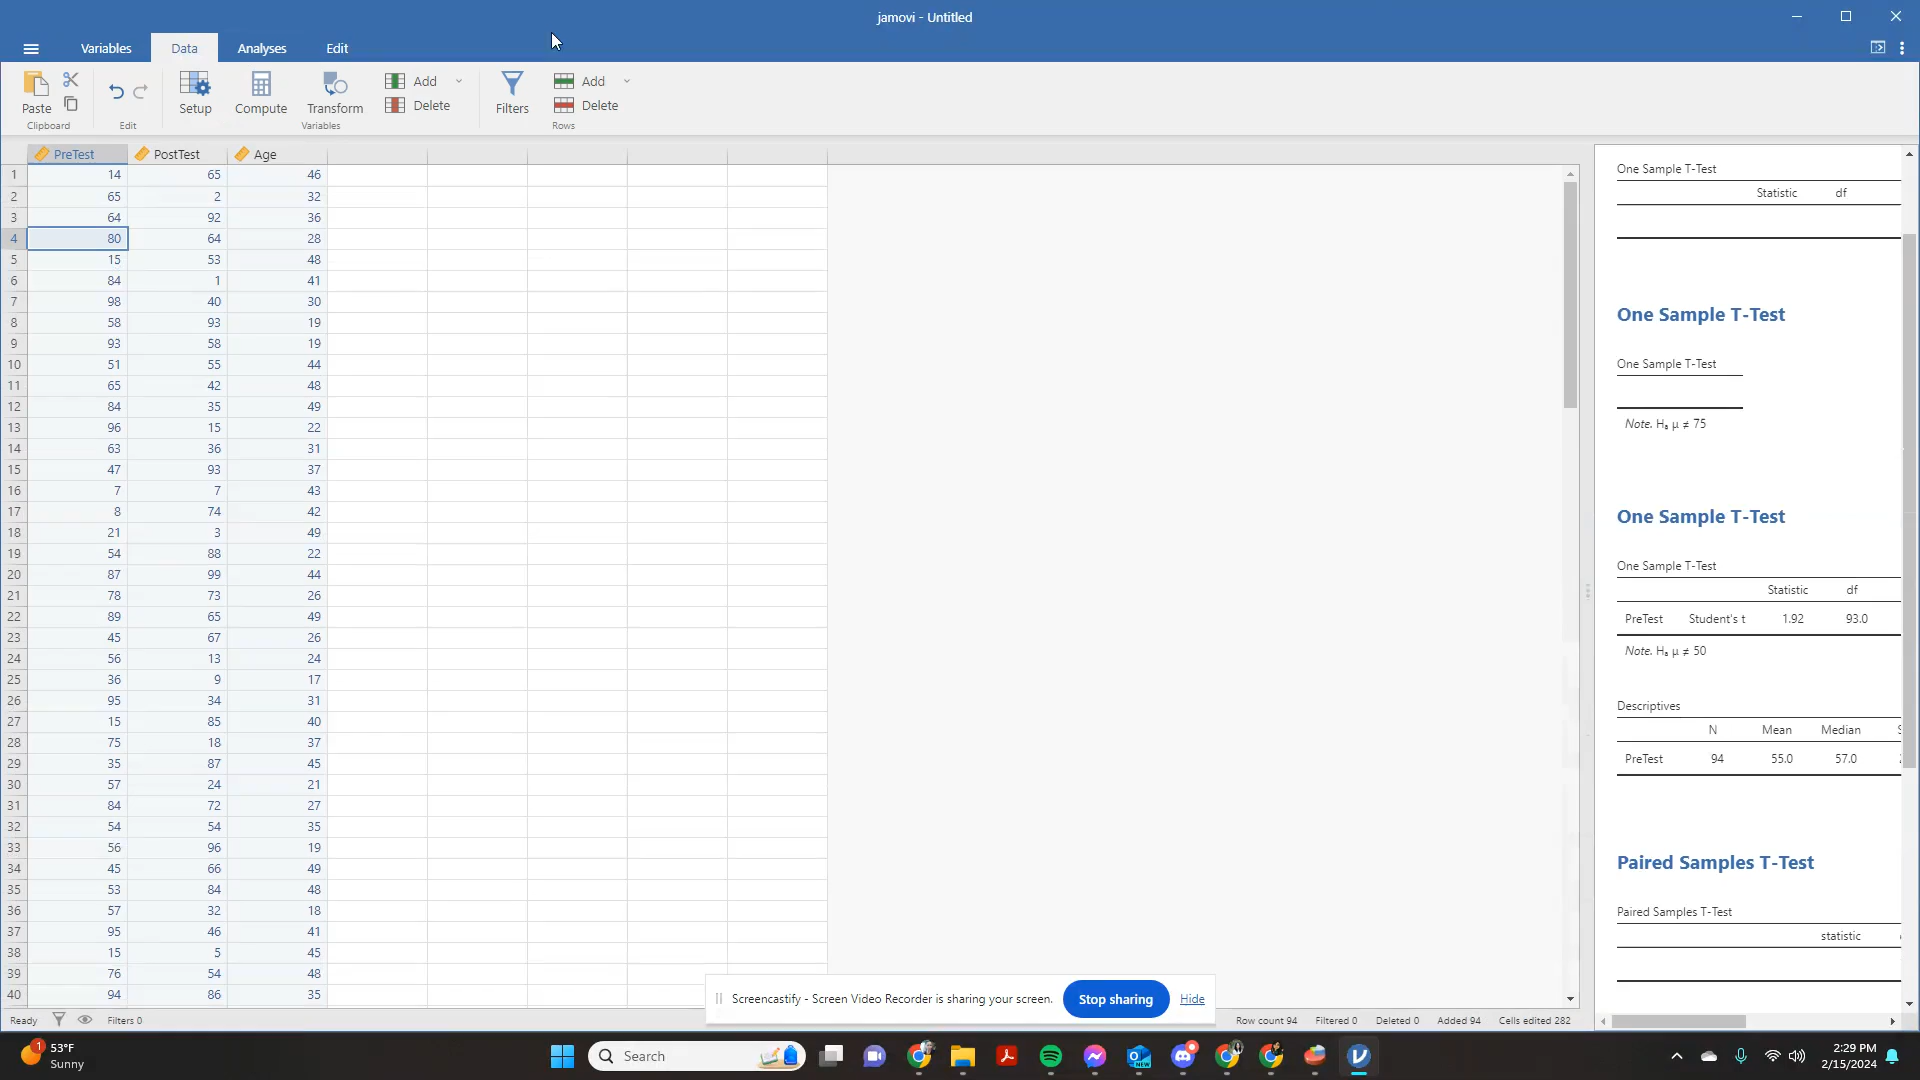 jamovi - Untitled
Variables Data Analyses Edit
Paste Setup Compute Transform Add Delete Filters Add Delete
Clipboard Edit Variables Rows
PreTest PostTest Age
1 14 65 46
2 65 2 32
3 64 92 36
4 80 64 28
5 15 53 48
6 84 1 41
7 98 40 30
8 58 93 19
9 93 58 19
10 51 55 44
11 65 42 48
12 84 35 49
13 96 15 22
14 63 36 31
15 47 93 37
16 7 7 43
17 8 74 42
18 21 3 49
19 54 88 22
20 87 99 44
21 78 73 26
22 89 65 49
23 45 67 26
24 56 13 24
25 36 9 17
26 95 34 31
27 15 85 40
28 75 18 37
29 35 87 45
30 57 24 21
31 84 72 27
32 54 54 35
33 56 96 19
34 45 66 49
35 53 84 48
36 57 32 18
37 95 46 41
38 15 5 45
39 76 54 48
40 94 86 35
One Sample T-Test
Statistic df
One Sample T-Test
One Sample T-Test
Note. Hₐ μ ≠ 75
One Sample T-Test
One Sample T-Test
Statistic df
PreTest Student's t 1.92 93.0
Note. Hₐ μ ≠ 50
Descriptives
N Mean Median
PreTest 94 55.0 57.0
Paired Samples T-Test
Paired Samples T-Test
statistic
Screencastify - Screen Video Recorder is sharing your screen. Stop sharing Hide
Ready Filters 0 Row count 94 Filtered 0 Deleted 0 Added 94 Cells edited 282
1 53°F
Sunny
Search
NEW
2:29 PM
2/15/2024